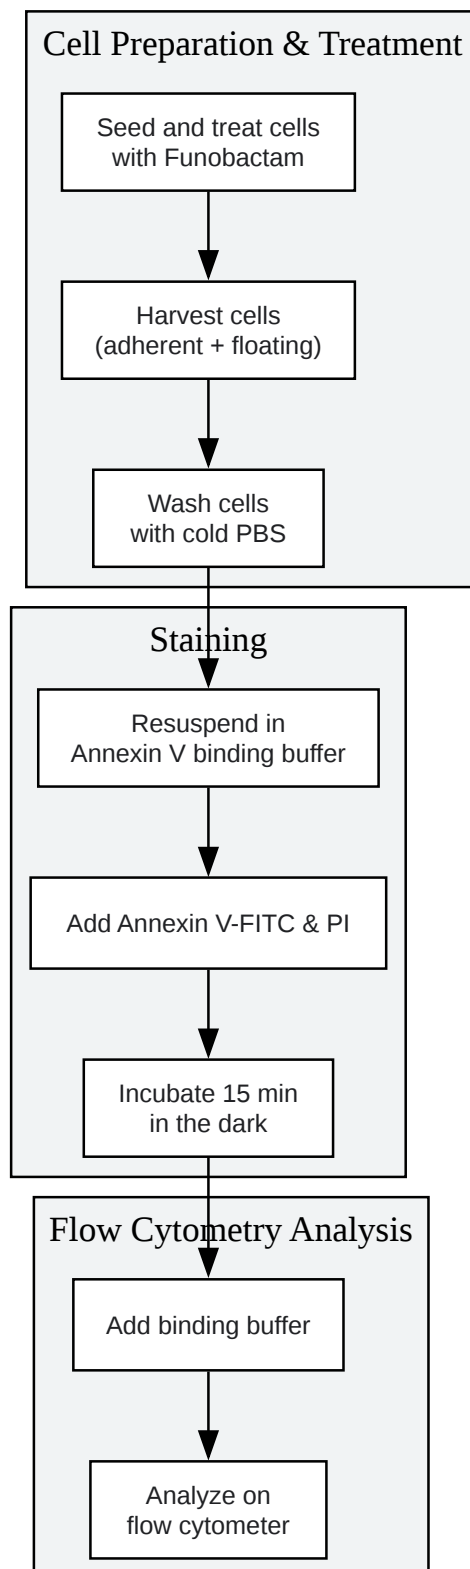 Cell Preparation & Treatment
Seed and treat cells
with Funobactam
Harvest cells
(adherent + floating)
Wash cells
with cold PBS
Staining
Resuspend in
Annexin V binding buffer
Add Annexin V-FITC & PI
Incubate 15 min
in the dark
Flow Cytometry Analysis
Add binding buffer
Analyze on
flow cytometer